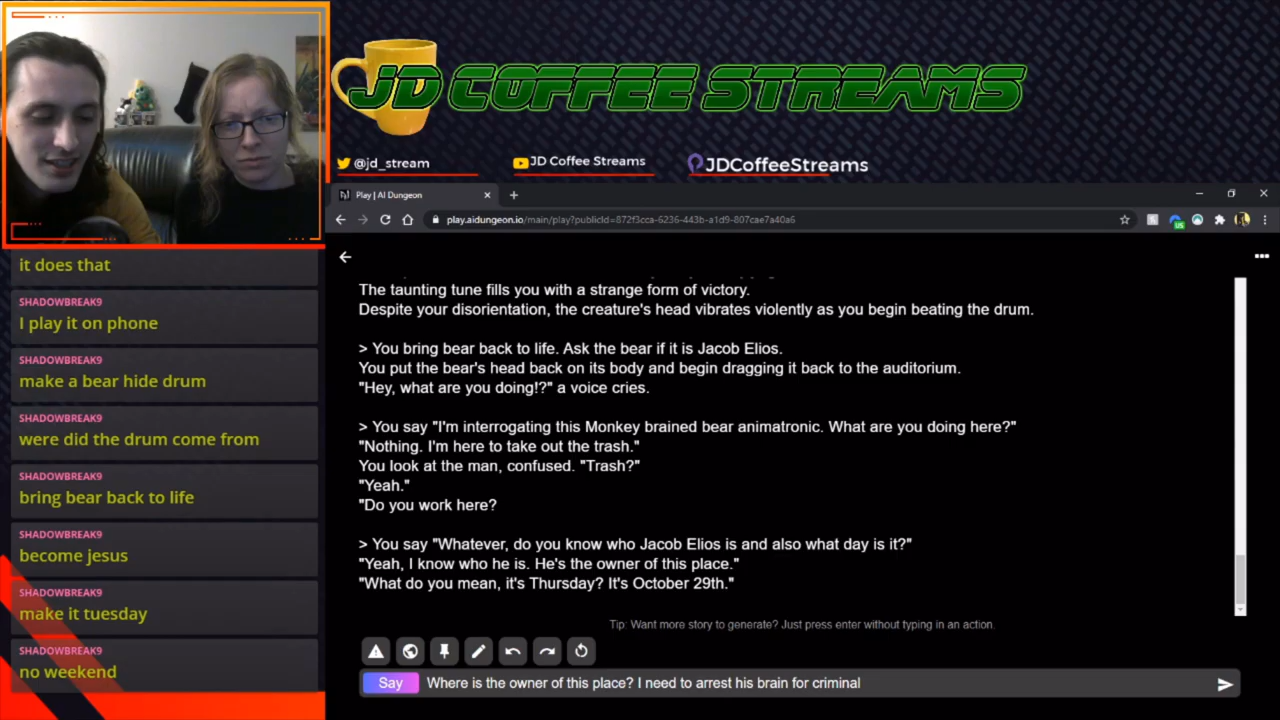 JD COFFEE STREAMS
@jd_stream
JD Coffee Streams
JDCoffeeStreams
Play | AI Dungeon
play.aidungeon.io/main/play?publicId=872f3cca-6236-443b-a1d9-807cae7a40a6
it does that
SHADOWBREAK9
I play it on phone
SHADOWBREAK9
make a bear hide drum
SHADOWBREAK9
were did the drum come from
SHADOWBREAK9
bring bear back to life
SHADOWBREAK9
become jesus
SHADOWBREAK9
make it tuesday
SHADOWBREAK9
no weekend
The taunting tune fills you with a strange form of victory.
Despite your disorientation, the creature's head vibrates violently as you begin beating the drum.
> You bring bear back to life. Ask the bear if it is Jacob Elios.
You put the bear's head back on its body and begin dragging it back to the auditorium.
"Hey, what are you doing!?" a voice cries.
> You say "I'm interrogating this Monkey brained bear animatronic. What are you doing here?"
"Nothing. I'm here to take out the trash."
You look at the man, confused. "Trash?"
"Yeah."
"Do you work here?
> You say "Whatever, do you know who Jacob Elios is and also what day is it?"
"Yeah, I know who he is. He's the owner of this place."
"What do you mean, it's Thursday? It's October 29th."
Tip: Want more story to generate? Just press enter without typing in an action.
Say
Where is the owner of this place? I need to arrest his brain for criminal